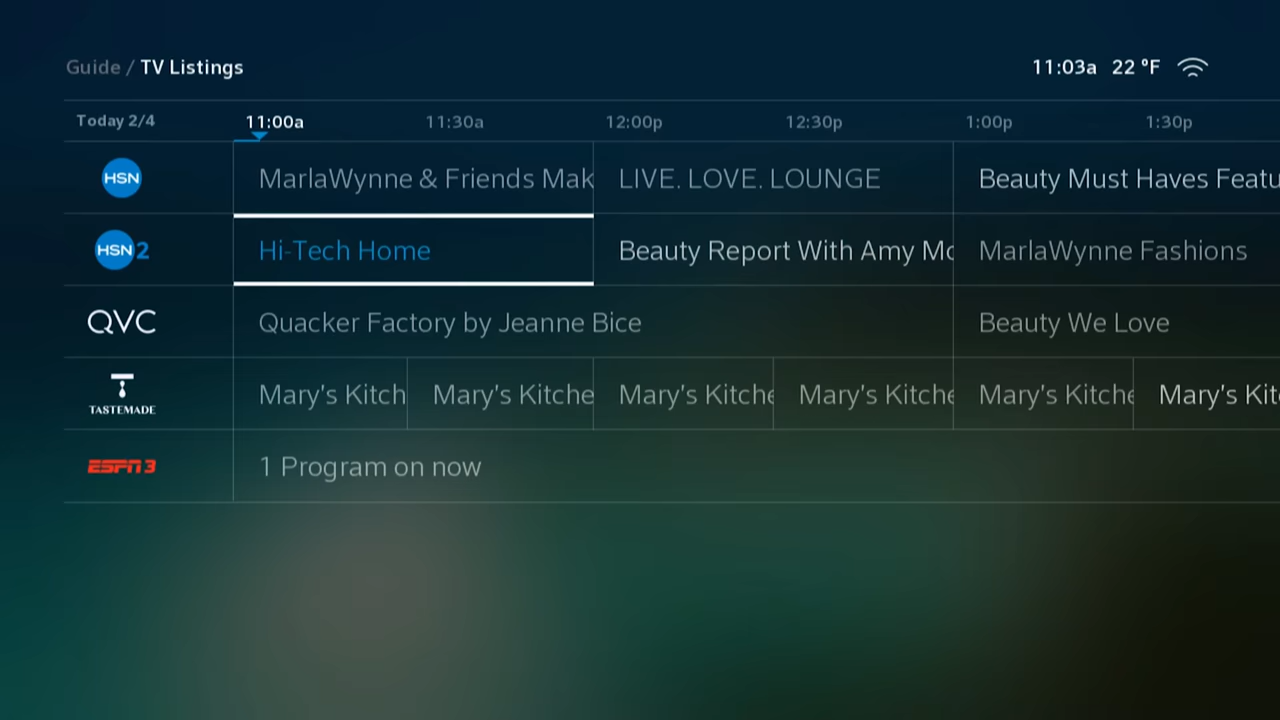 Guide / TV Listings
11:03a 22 °F
Today 2/4 11:00a 11:30a 12:00p 12:30p 1:00p 1:30p
HSN MarlaWynne & Friends Mak LIVE. LOVE. LOUNGE Beauty Must Haves Featu
HSN 2 Hi-Tech Home Beauty Report With Amy Mo MarlaWynne Fashions
QVC Quacker Factory by Jeanne Bice Beauty We Love
TASTEMADE Mary's Kitch Mary's Kitche Mary's Kitche Mary's Kitche Mary's Kitche Mary's Kit
ESPN 3 1 Program on now